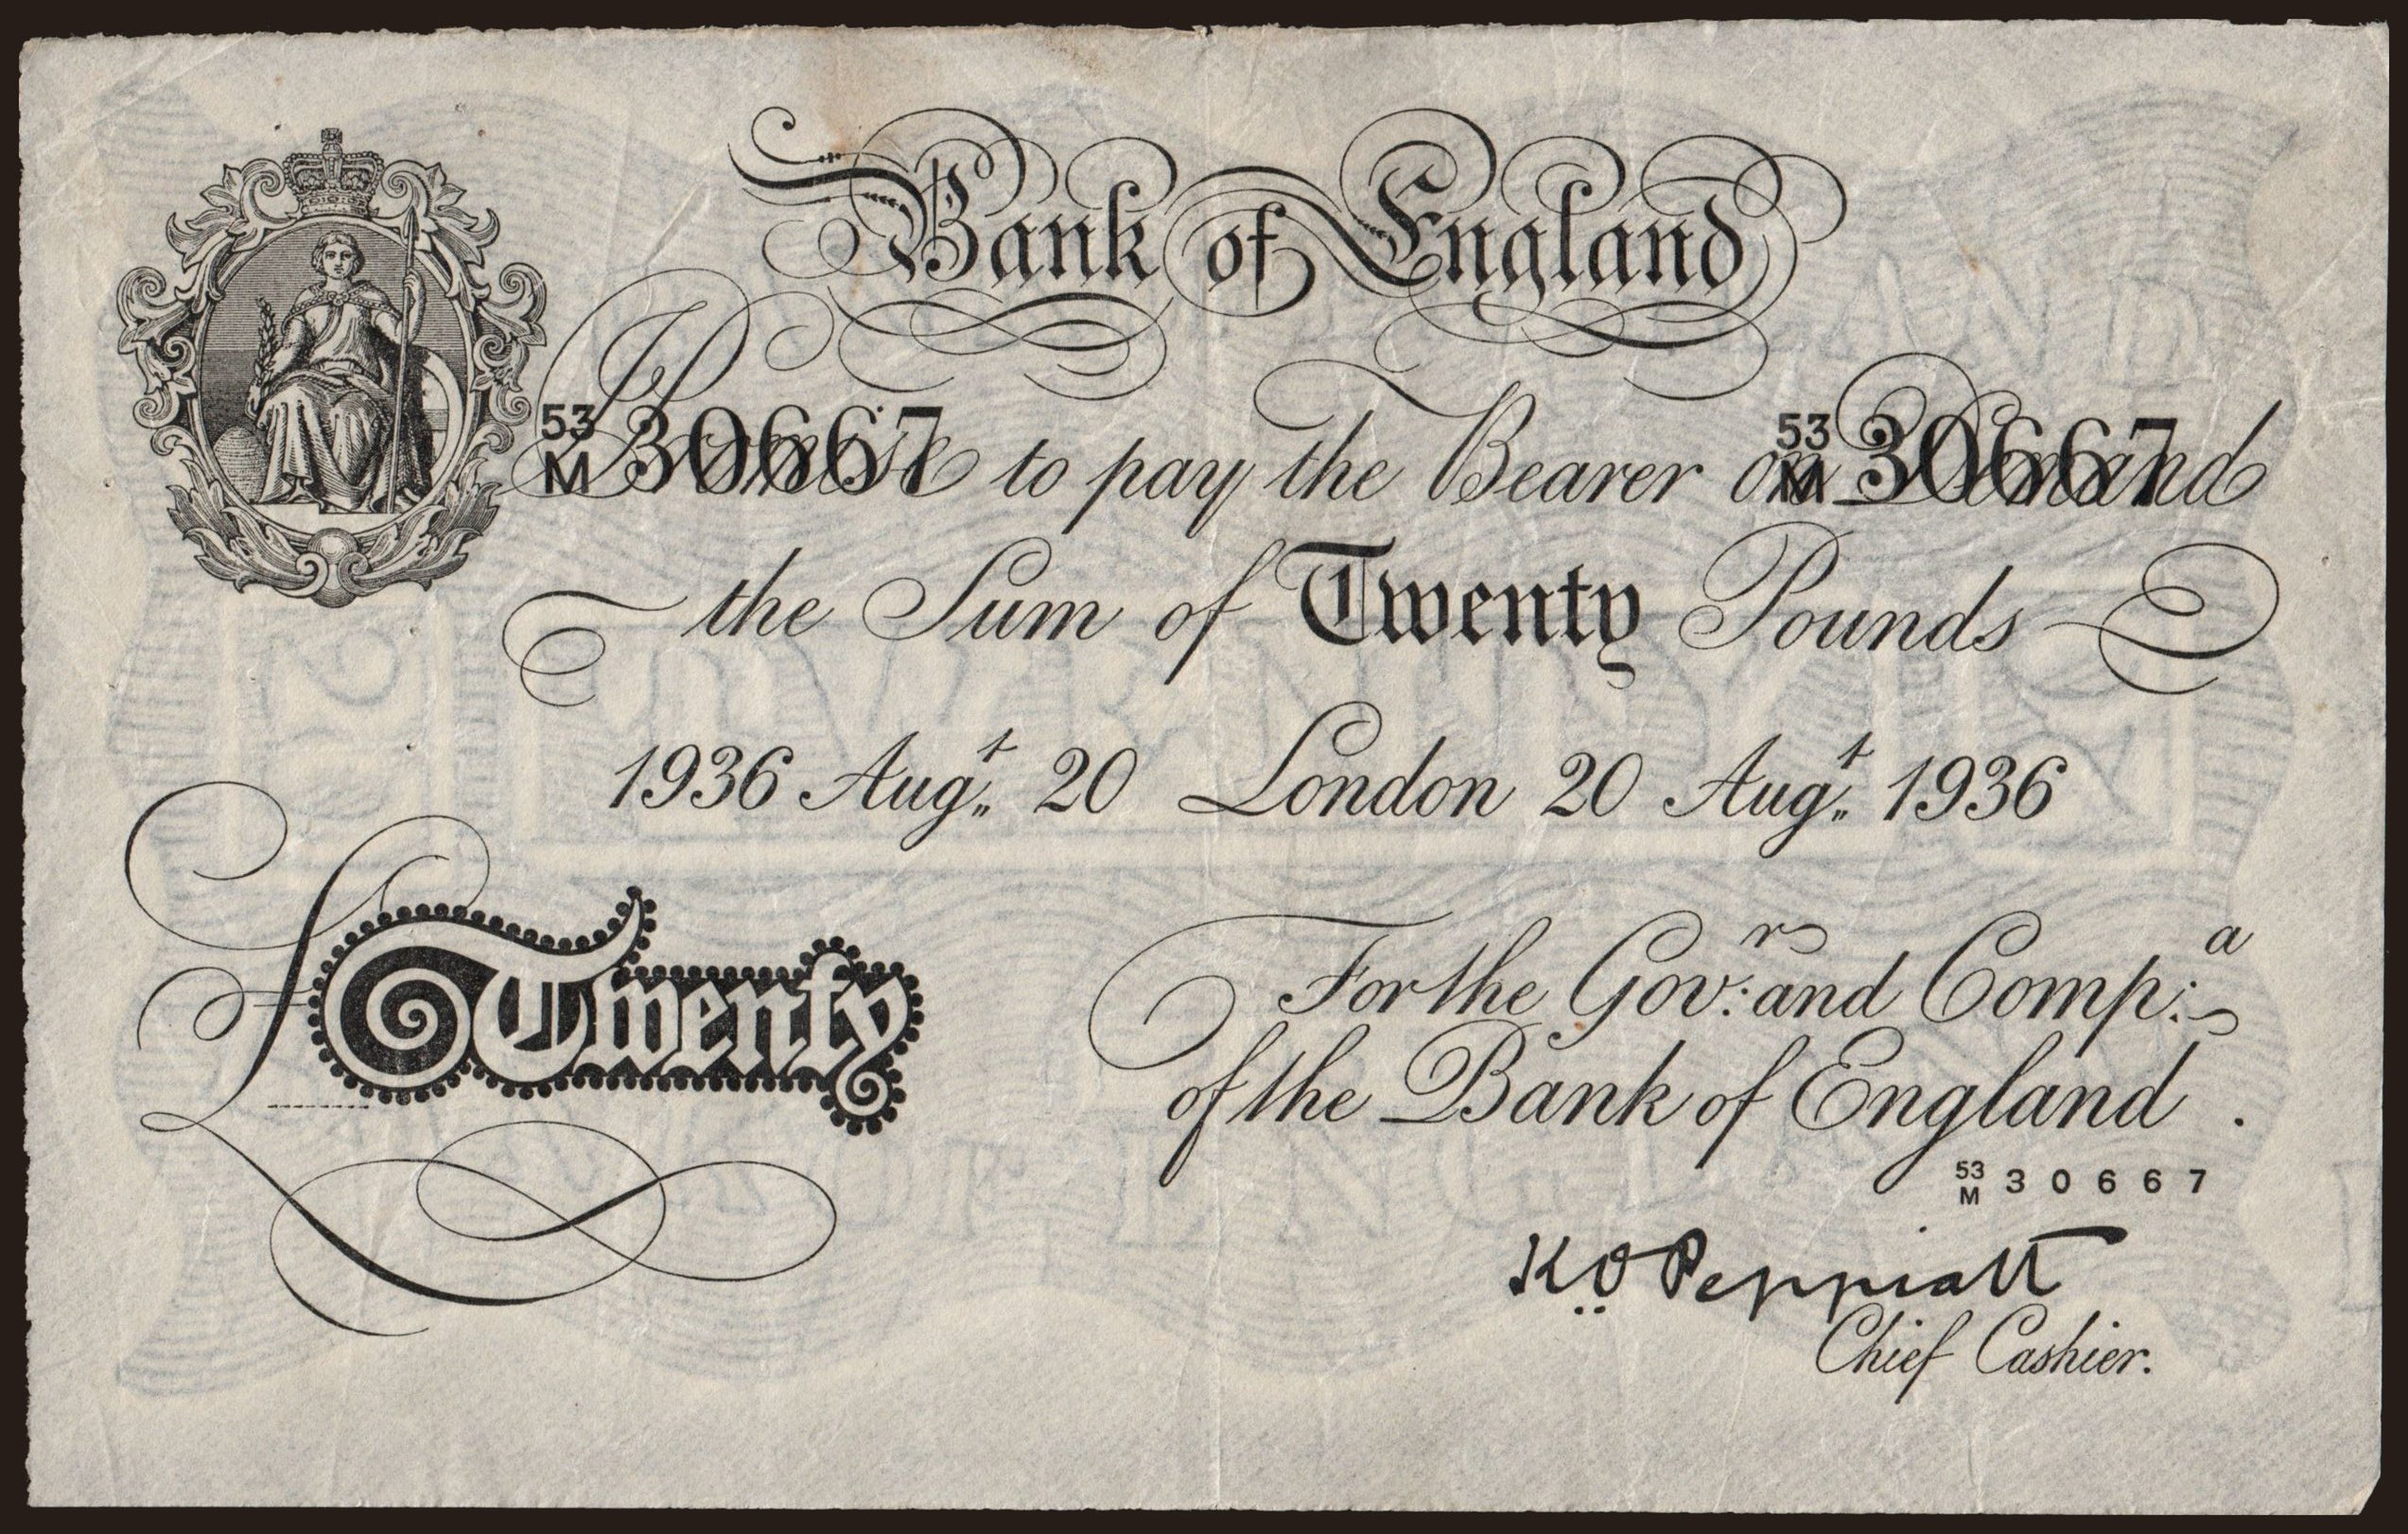 Bank of England
53
M 30667
53
M 30667
I Promise to pay the Bearer on Demand
the Sum of Twenty Pounds
1936 Augt. 20 London 20 Augt. 1936
£ Twenty
For the Govr: and Compa:
of the Bank of England.
53
M 30667
K.O. Peppiatt
Chief Cashier.